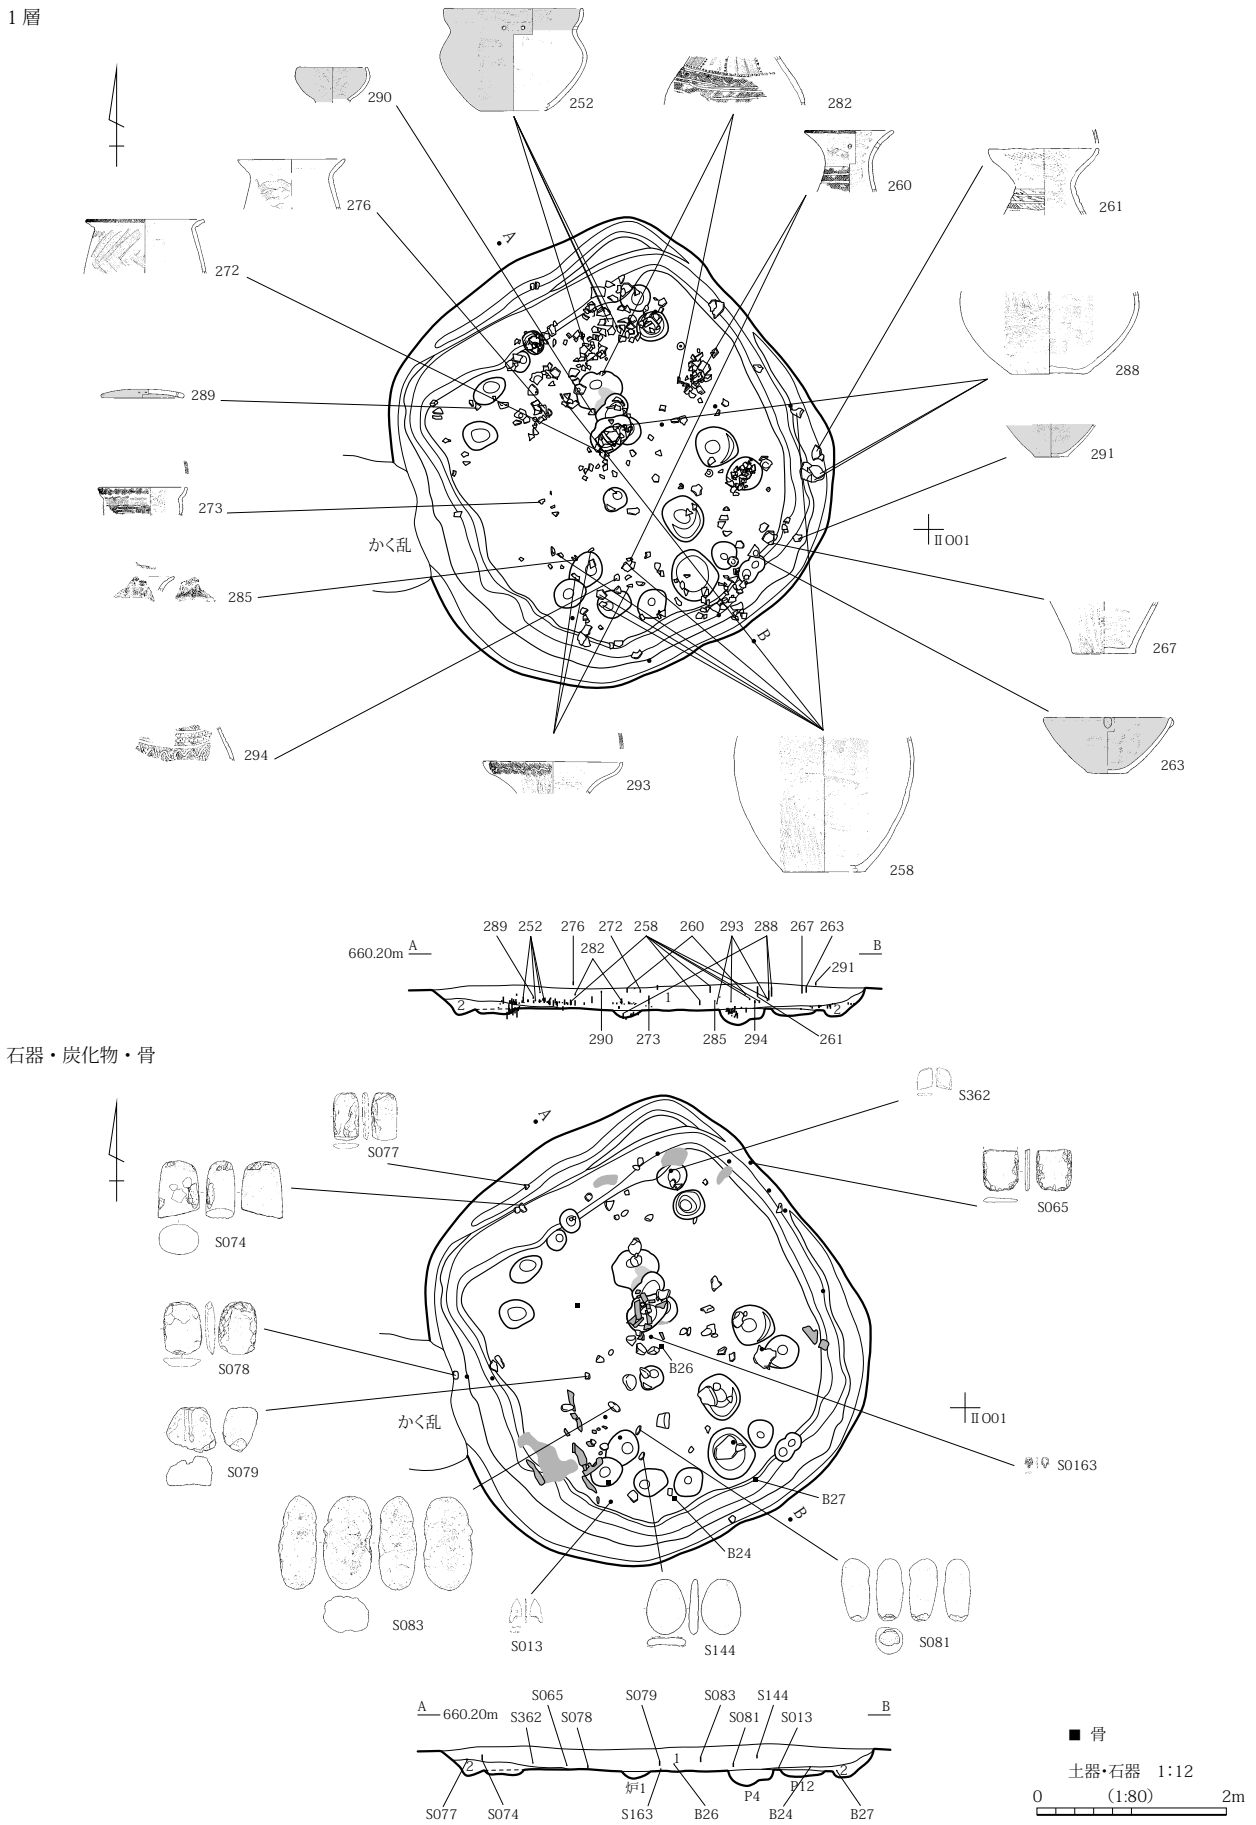 1 層
290
252
282
260
276
261
272
A
288
289
291
273
かく乱
ⅡO01
285
B
267
294
293
263
258
289 252 276 272 258 260 293 288 267 263
660.20m A B
282
291
2 1 2
290 273 285 294 261
石器・炭化物・骨
S362
A
S077
S065
S074
S078
B26
かく乱
ⅡO01
S079
S0163
B27
B
B24
S083
S013
S144
S081
S065 S079 S083 S144
A 660.20m S362 S078 S081 S013 B
■ 骨
2 1 2
土器・石器 1:12
炉1 P4 P12
0 (1:80) 2m
S077 S074 S163 B26 B24 B27